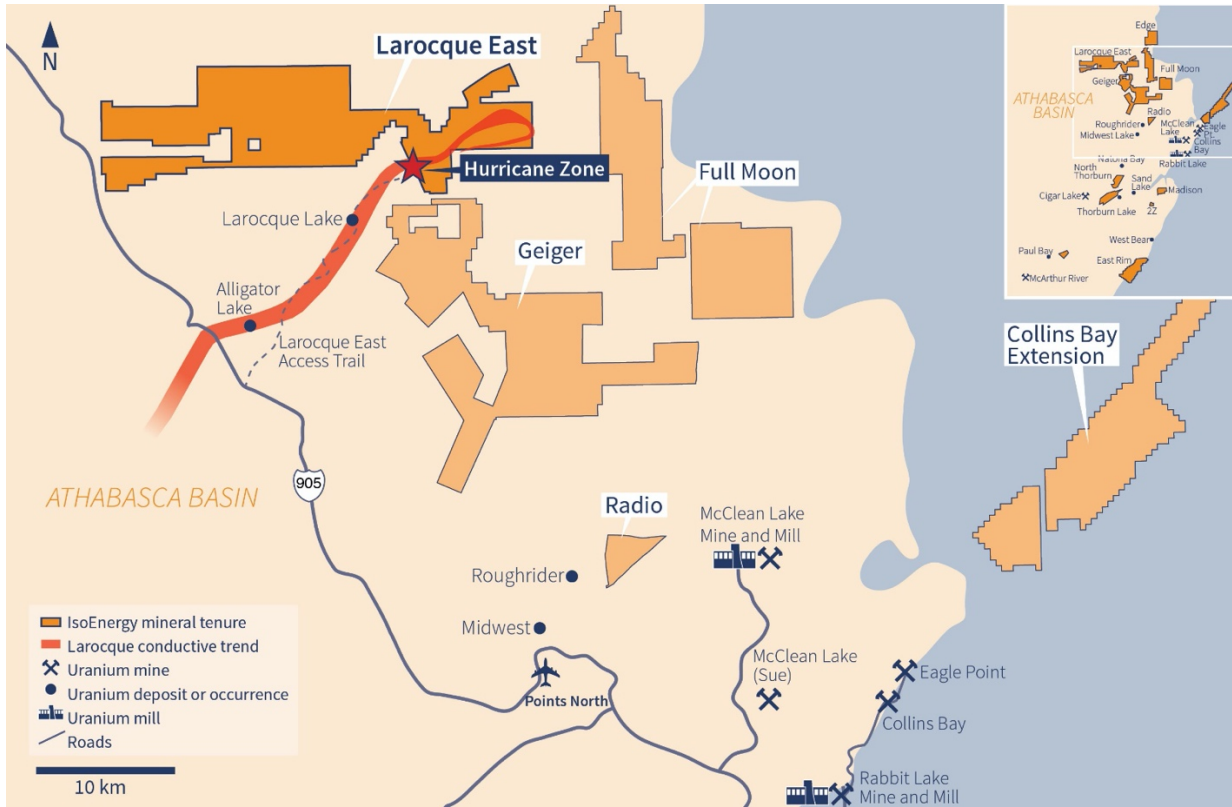 N
Larocque East
Hurricane Zone
Full Moon
Larocque Lake
Geiger
Alligator
Lake
Larocque East
Access Trail
Collins Bay
Extension
905
ATHABASCA BASIN
Radio
McClean Lake
Mine and Mill
Roughrider
Midwest
Points North
McClean Lake
(Sue)
Eagle Point
Collins Bay
Rabbit Lake
Mine and Mill
IsoEnergy mineral tenure
Larocque conductive trend
Uranium mine
Uranium deposit or occurrence
Uranium mill
Roads
10 km
Edge
Larocque East
Full Moon
Geiger
ATHABASCA
BASIN
Radio
Roughrider
Midwest Lake
McClean
Lake
Eagle
Pt.
Collins
Bay
Rabbit Lake
Natona Bay
North
Thorburn
Sand
Lake
Madison
Cigar Lake
Thorburn Lake
2Z
West Bear
Paul Bay
East Rim
McArthur River